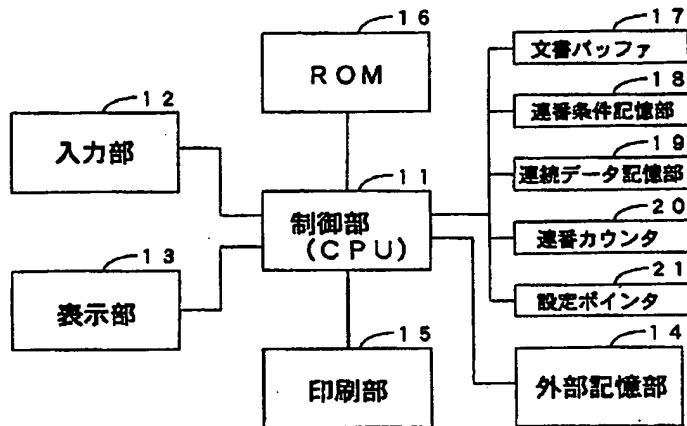 16
ROM
17
文書バッファ
18
連番条件記憶部
19
連続データ記憶部
20
連番カウンタ
21
設定ポインタ
12
入力部
11
制御部
(CPU)
13
表示部
15
印刷部
14
外部記憶部